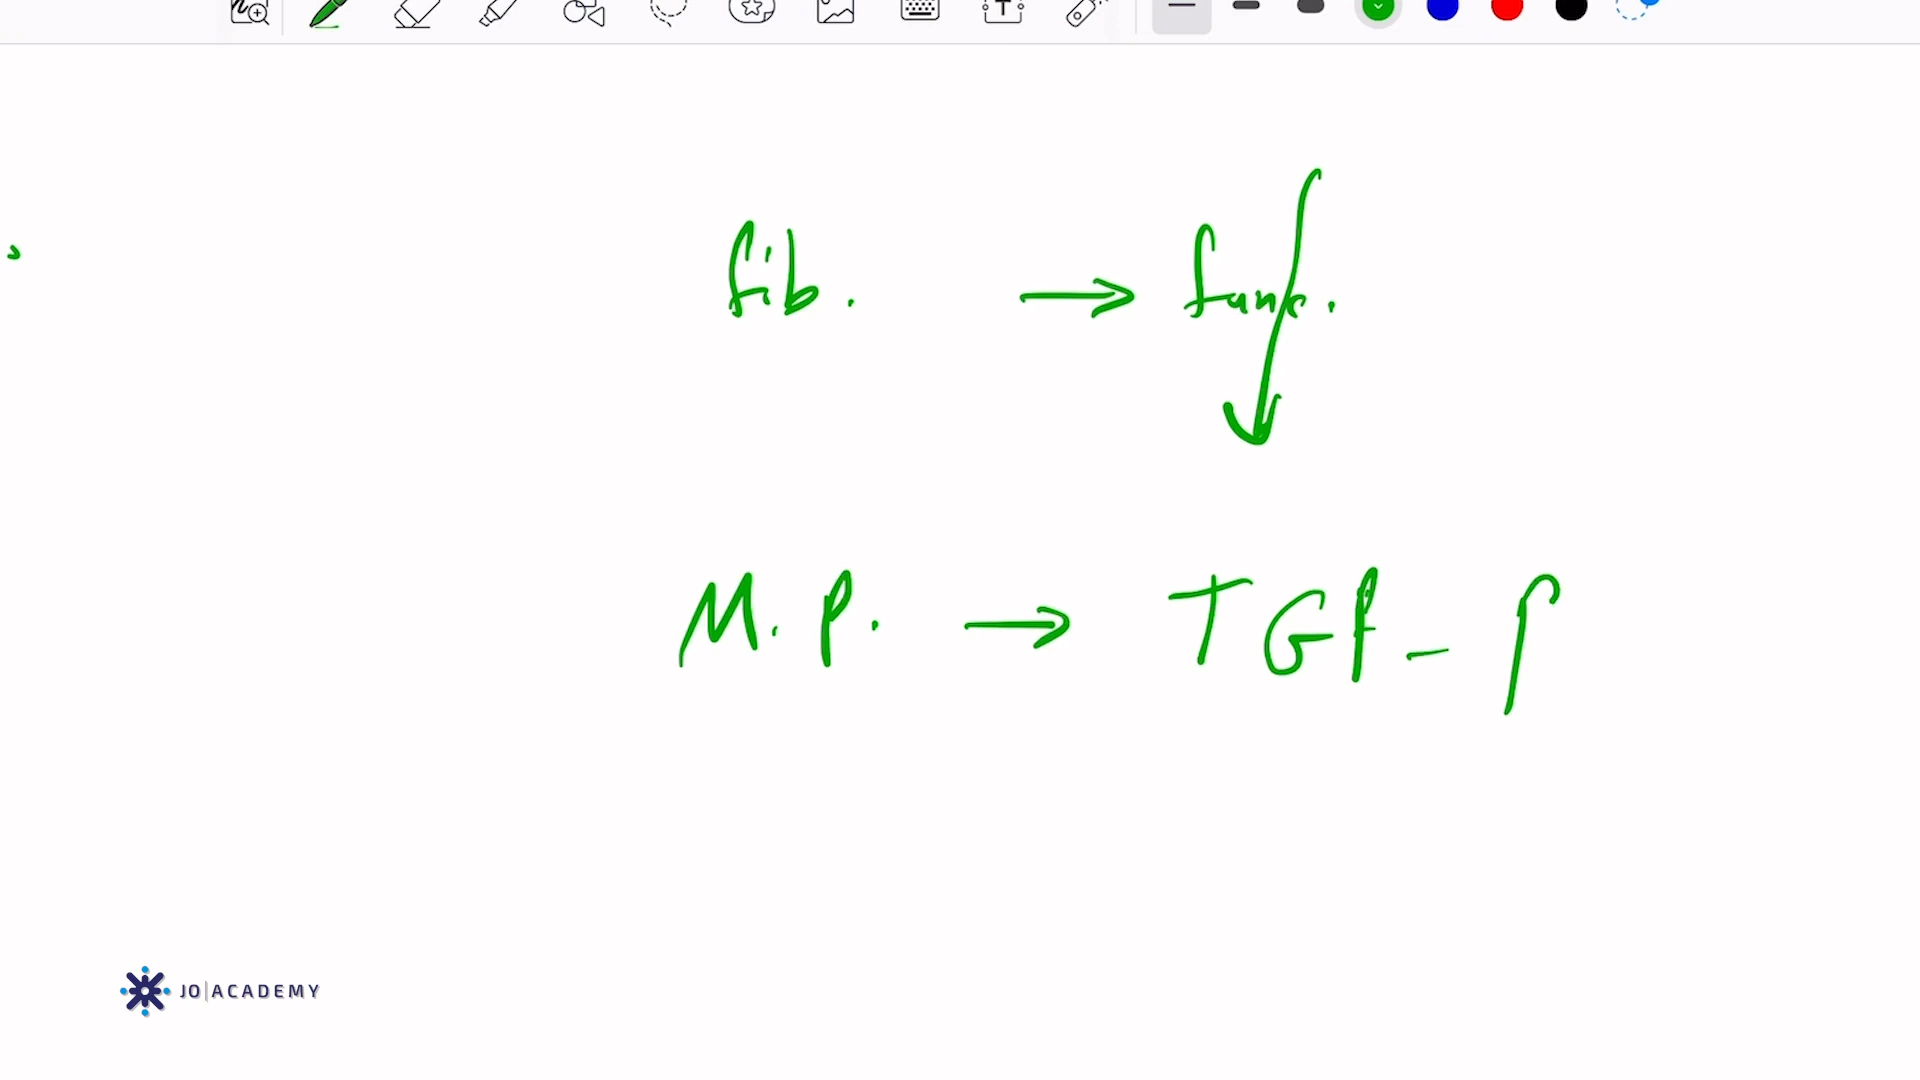 fib. → func.
M.P. → TGF-β
JO|ACADEMY